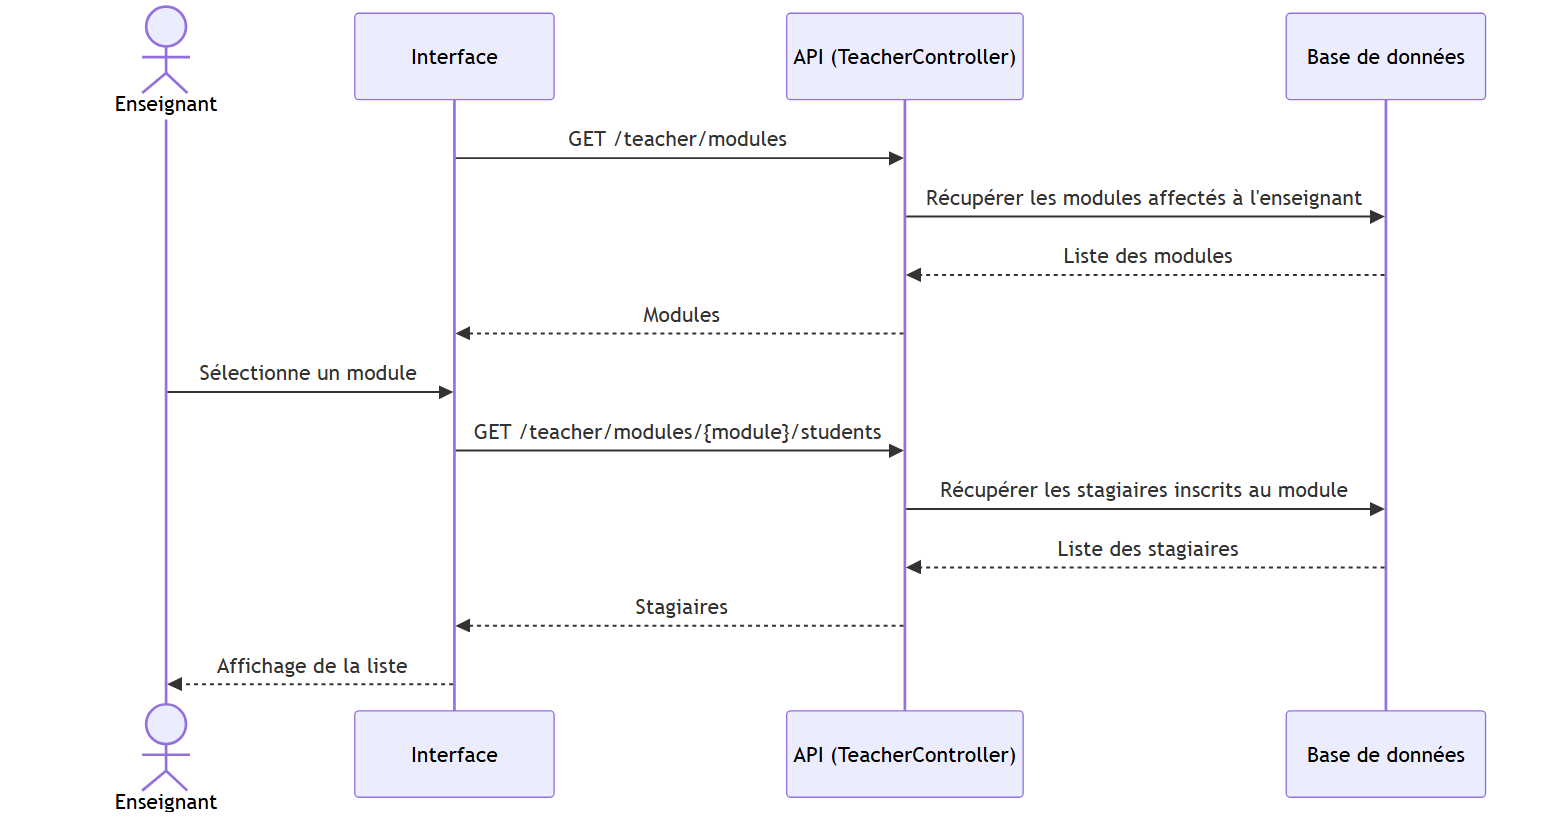 Enseignant
Interface
API (TeacherController)
Base de données
GET /teacher/modules
Récupérer les modules affectés à l'enseignant
Liste des modules
Modules
Sélectionne un module
GET /teacher/modules/{module}/students
Récupérer les stagiaires inscrits au module
Liste des stagiaires
Stagiaires
Affichage de la liste
Enseignant
Interface
API (TeacherController)
Base de données